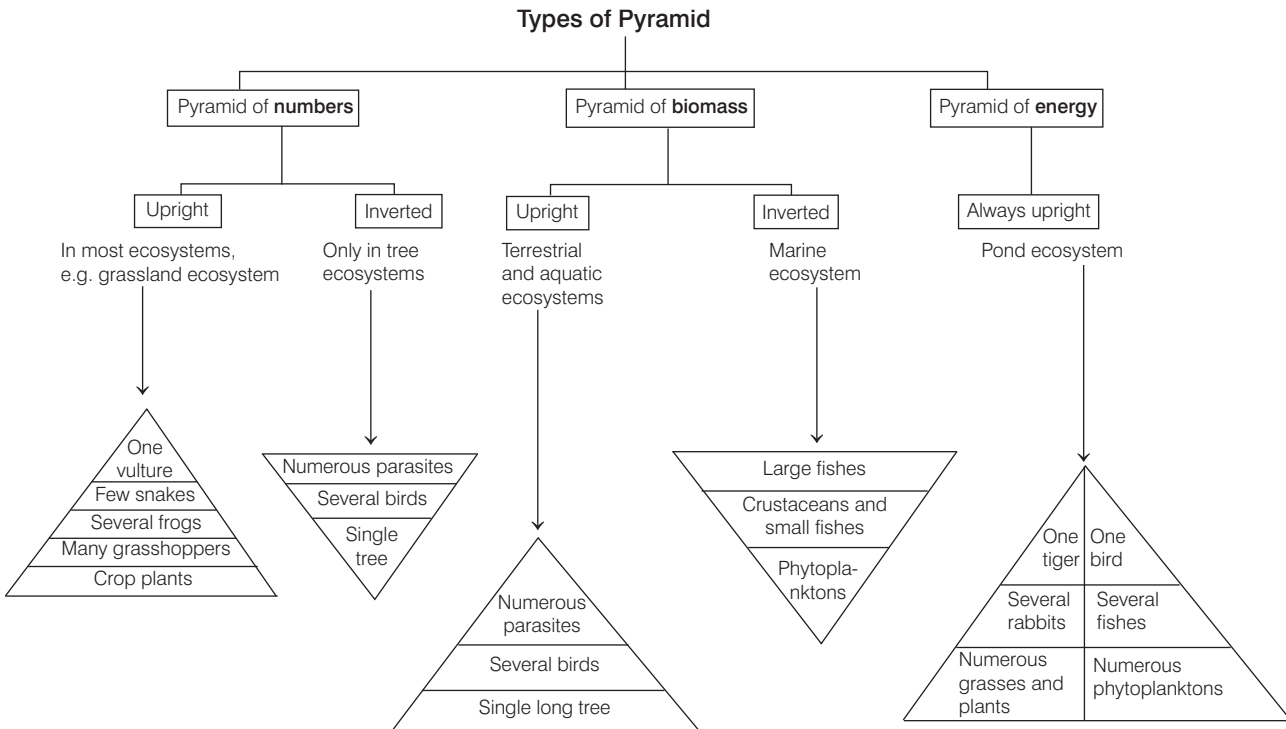 Types of Pyramid
Pyramid of numbers
Pyramid of biomass
Pyramid of energy
Upright
Inverted
Upright
Inverted
Always upright
In most ecosystems,
e.g. grassland ecosystem
Only in tree
ecosystems
Terrestrial
and aquatic
ecosystems
Marine
ecosystem
Pond ecosystem
One
vulture
Few snakes
Several frogs
Many grasshoppers
Crop plants
Numerous parasites
Several birds
Single
tree
Numerous
parasites
Several birds
Single long tree
Large fishes
Crustaceans and
small fishes
Phytopla-
nktons
One
tiger
One
bird
Several
rabbits
Several
fishes
Numerous
grasses and
plants
Numerous
phytoplanktons